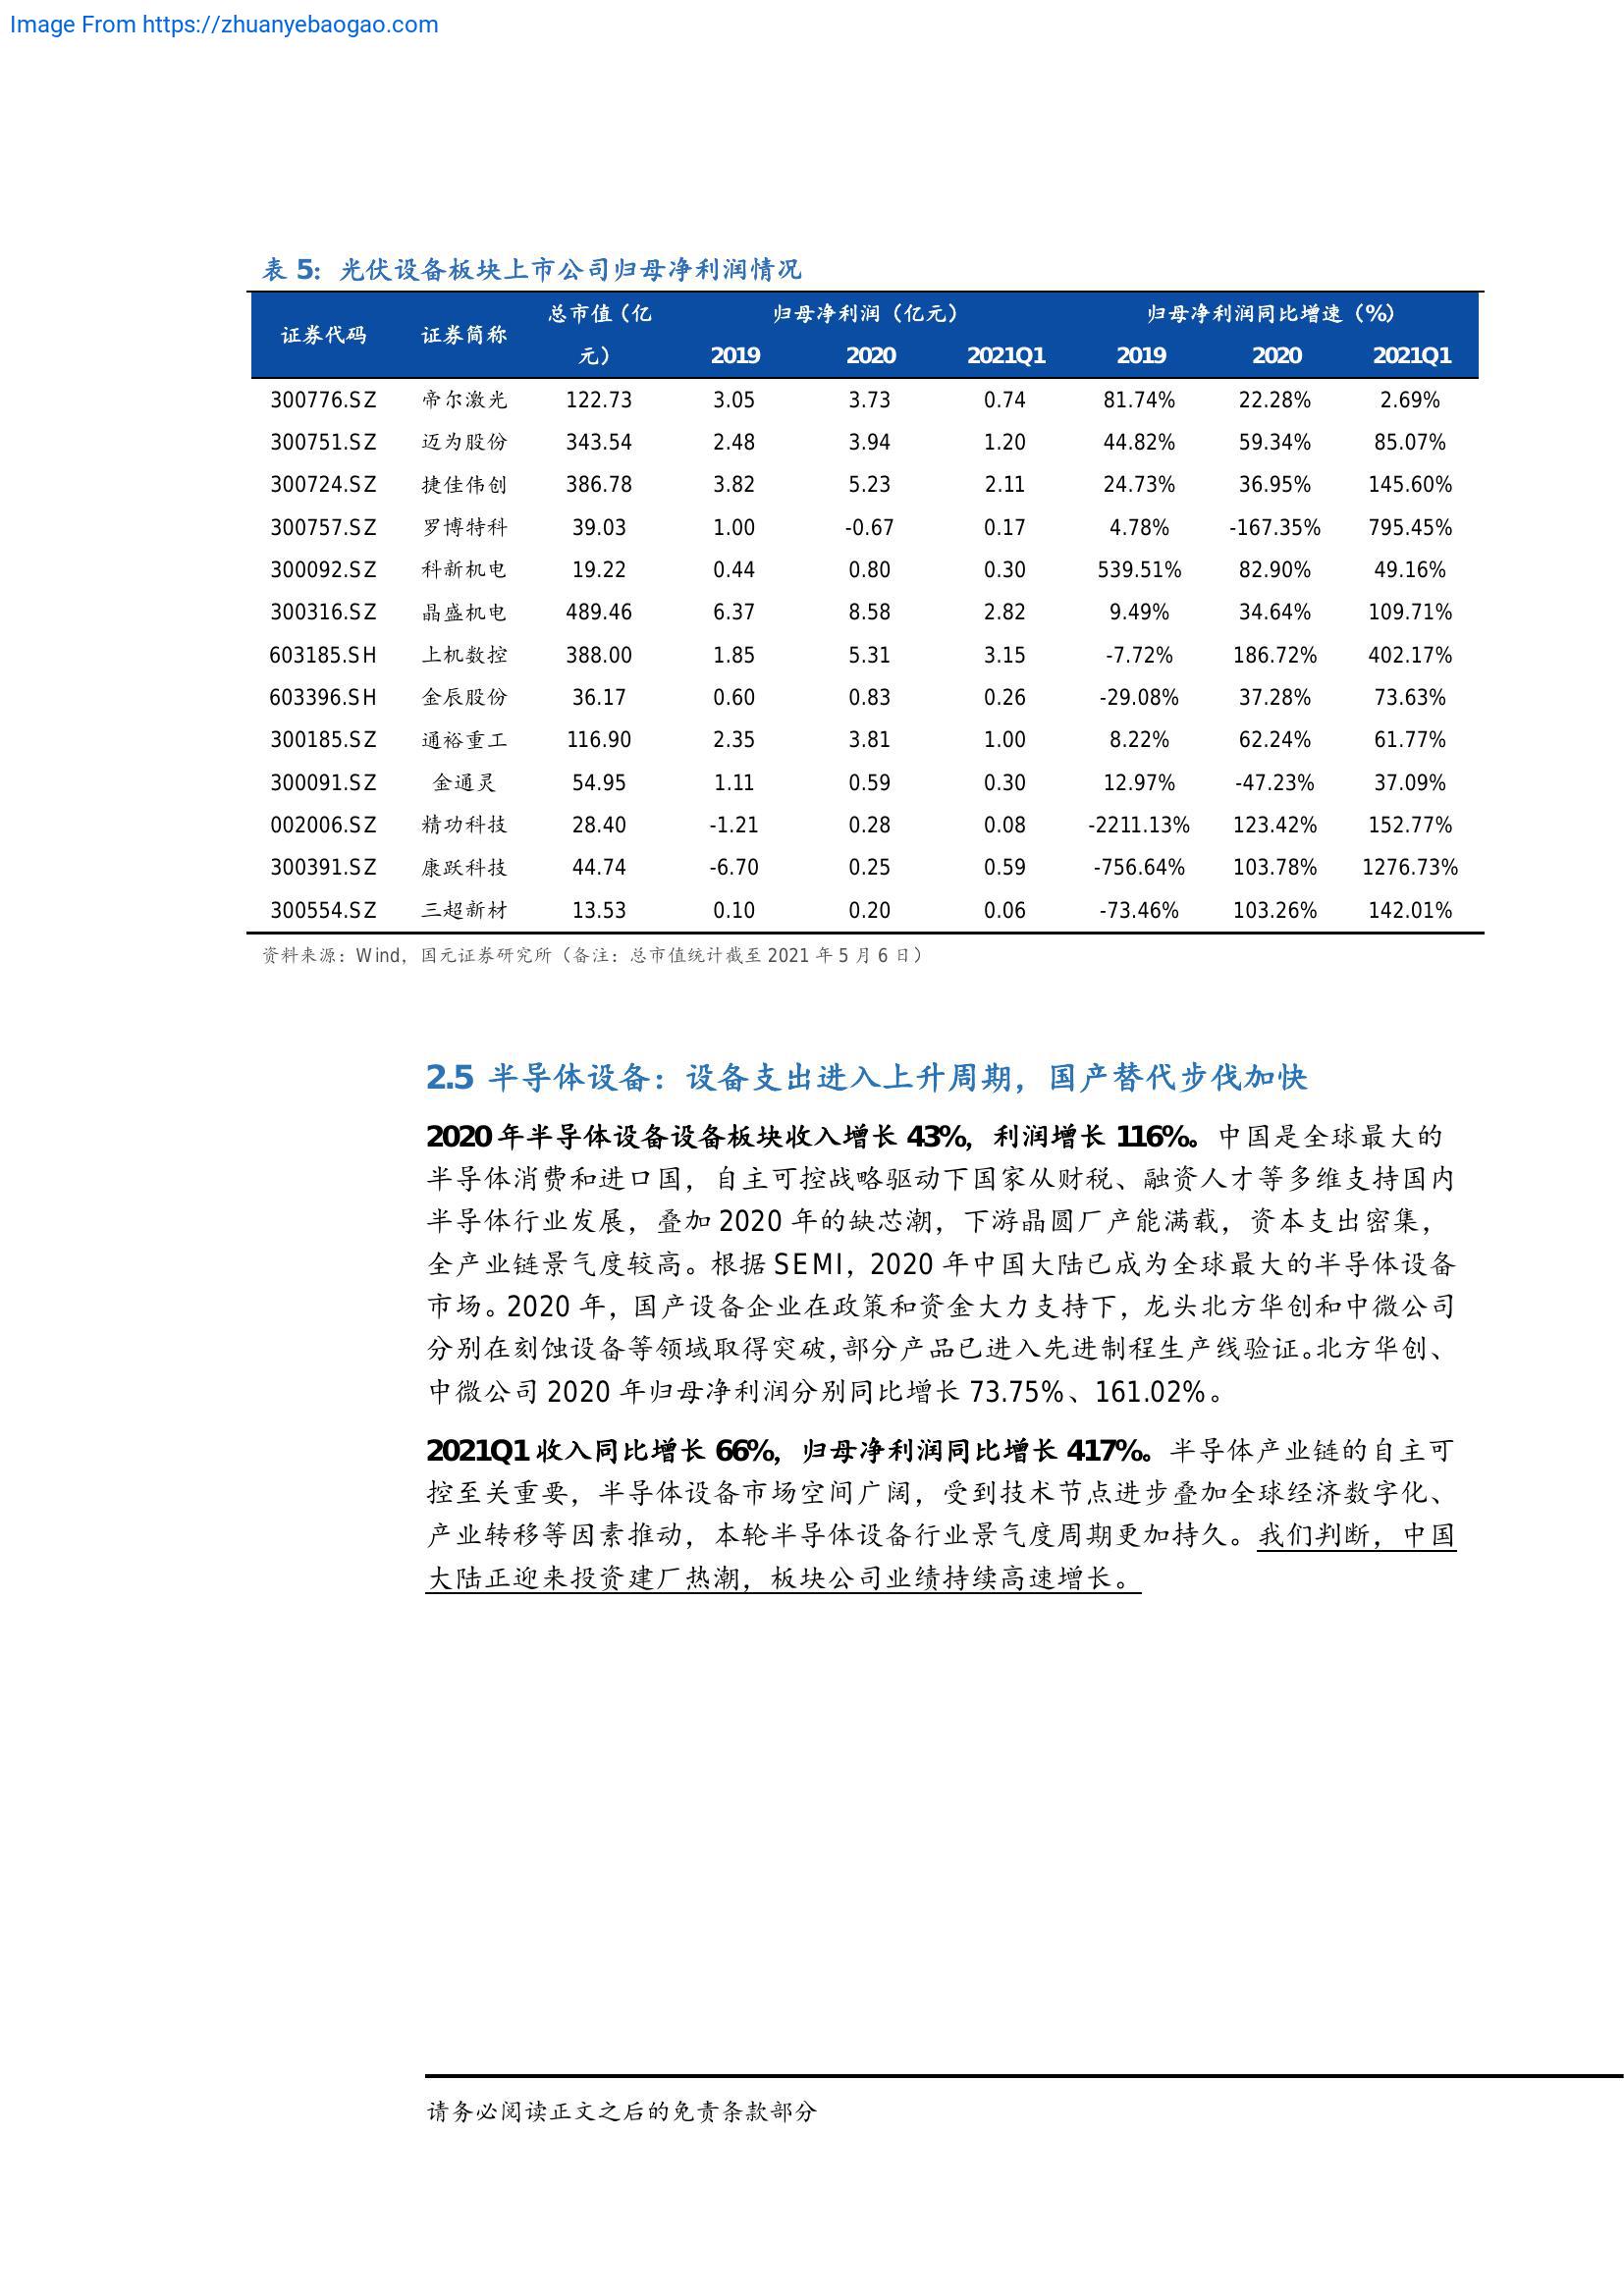 Image From https://zhuanyebaogao.com
表 5：光伏设备板块上市公司归母净利润情况
证券代码 证券简称 总市值（亿元） 归母净利润（亿元） 归母净利润同比增速（%）
2019 2020 2021Q1 2019 2020 2021Q1
300776.SZ 帝尔激光 122.73 3.05 3.73 0.74 81.74% 22.28% 2.69%
300751.SZ 迈为股份 343.54 2.48 3.94 1.20 44.82% 59.34% 85.07%
300724.SZ 捷佳伟创 386.78 3.82 5.23 2.11 24.73% 36.95% 145.60%
300757.SZ 罗博特科 39.03 1.00 -0.67 0.17 4.78% -167.35% 795.45%
300092.SZ 科新机电 19.22 0.44 0.80 0.30 539.51% 82.90% 49.16%
300316.SZ 晶盛机电 489.46 6.37 8.58 2.82 9.49% 34.64% 109.71%
603185.SH 上机数控 388.00 1.85 5.31 3.15 -7.72% 186.72% 402.17%
603396.SH 金辰股份 36.17 0.60 0.83 0.26 -29.08% 37.28% 73.63%
300185.SZ 通裕重工 116.90 2.35 3.81 1.00 8.22% 62.24% 61.77%
300091.SZ 金通灵 54.95 1.11 0.59 0.30 12.97% -47.23% 37.09%
002006.SZ 精功科技 28.40 -1.21 0.28 0.08 -2211.13% 123.42% 152.77%
300391.SZ 康跃科技 44.74 -6.70 0.25 0.59 -756.64% 103.78% 1276.73%
300554.SZ 三超新材 13.53 0.10 0.20 0.06 -73.46% 103.26% 142.01%
资料来源：Wind，国元证券研究所（备注：总市值统计截至 2021 年 5 月 6 日）
2.5 半导体设备：设备支出进入上升周期，国产替代步伐加快
2020 年半导体设备设备板块收入增长 43%，利润增长 116%。中国是全球最大的
半导体消费和进口国，自主可控战略驱动下国家从财税、融资人才等多维支持国内
半导体行业发展，叠加 2020 年的缺芯潮，下游晶圆厂产能满载，资本支出密集，
全产业链景气度较高。根据 SEMI，2020 年中国大陆已成为全球最大的半导体设备
市场。2020 年，国产设备企业在政策和资金大力支持下，龙头北方华创和中微公司
分别在刻蚀设备等领域取得突破，部分产品已进入先进制程生产线验证。北方华创、
中微公司 2020 年归母净利润分别同比增长 73.75%、161.02%。
2021Q1 收入同比增长 66%，归母净利润同比增长 417%。半导体产业链的自主可
控至关重要，半导体设备市场空间广阔，受到技术节点进步叠加全球经济数字化、
产业转移等因素推动，本轮半导体设备行业景气度周期更加持久。我们判断，中国
大陆正迎来投资建厂热潮，板块公司业绩持续高速增长。
请务必阅读正文之后的免责条款部分